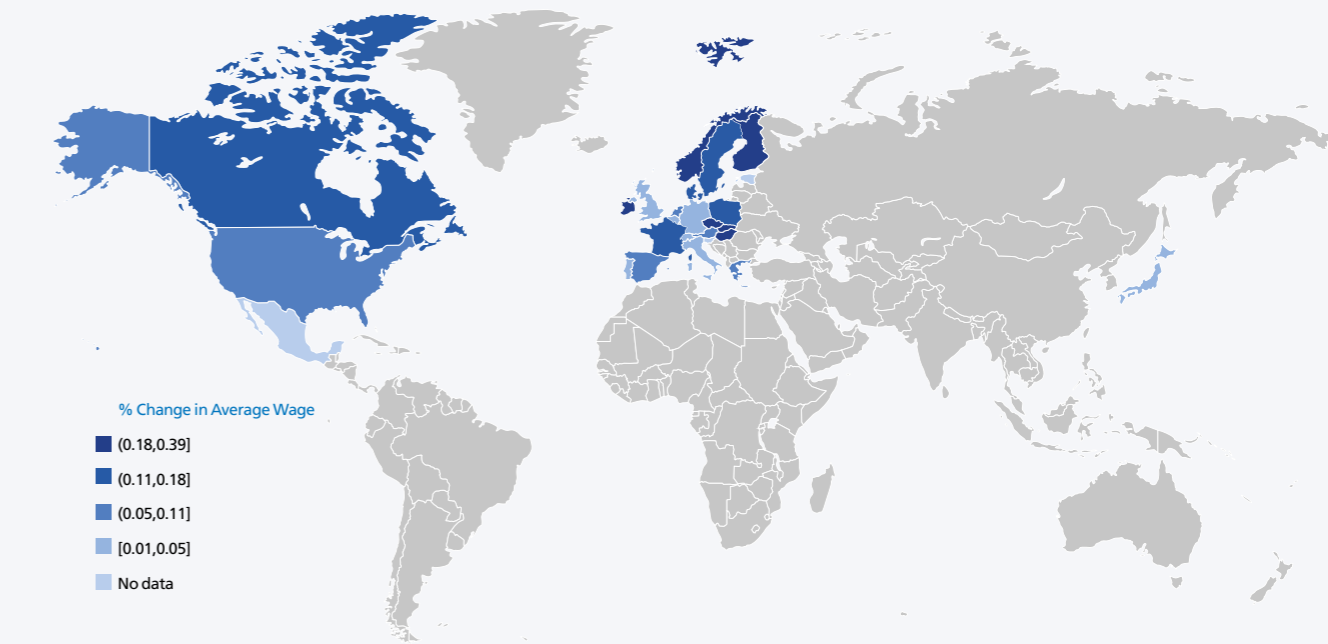 % Change in Average Wage
(0.18,0.39]
(0.11,0.18]
(0.05,0.11]
[0.01,0.05]
No data